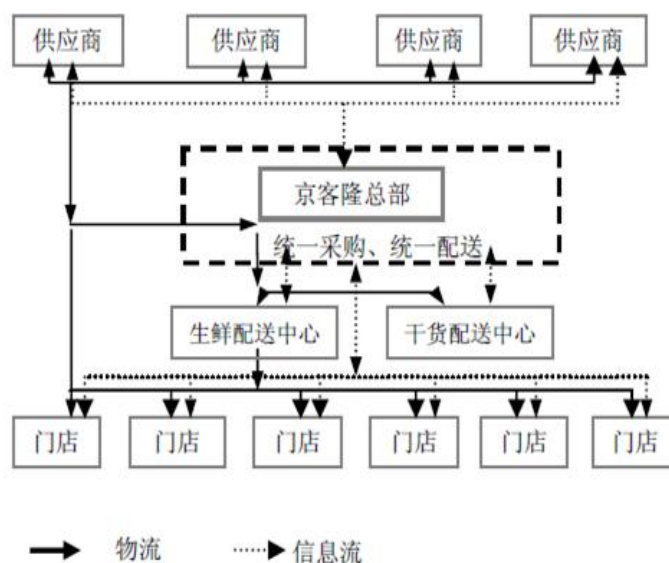 供应商 供应商 供应商 供应商
京客隆总部
统一采购、统一配送
生鲜配送中心 干货配送中心
门店 门店 门店 门店 门店 门店
物流 信息流